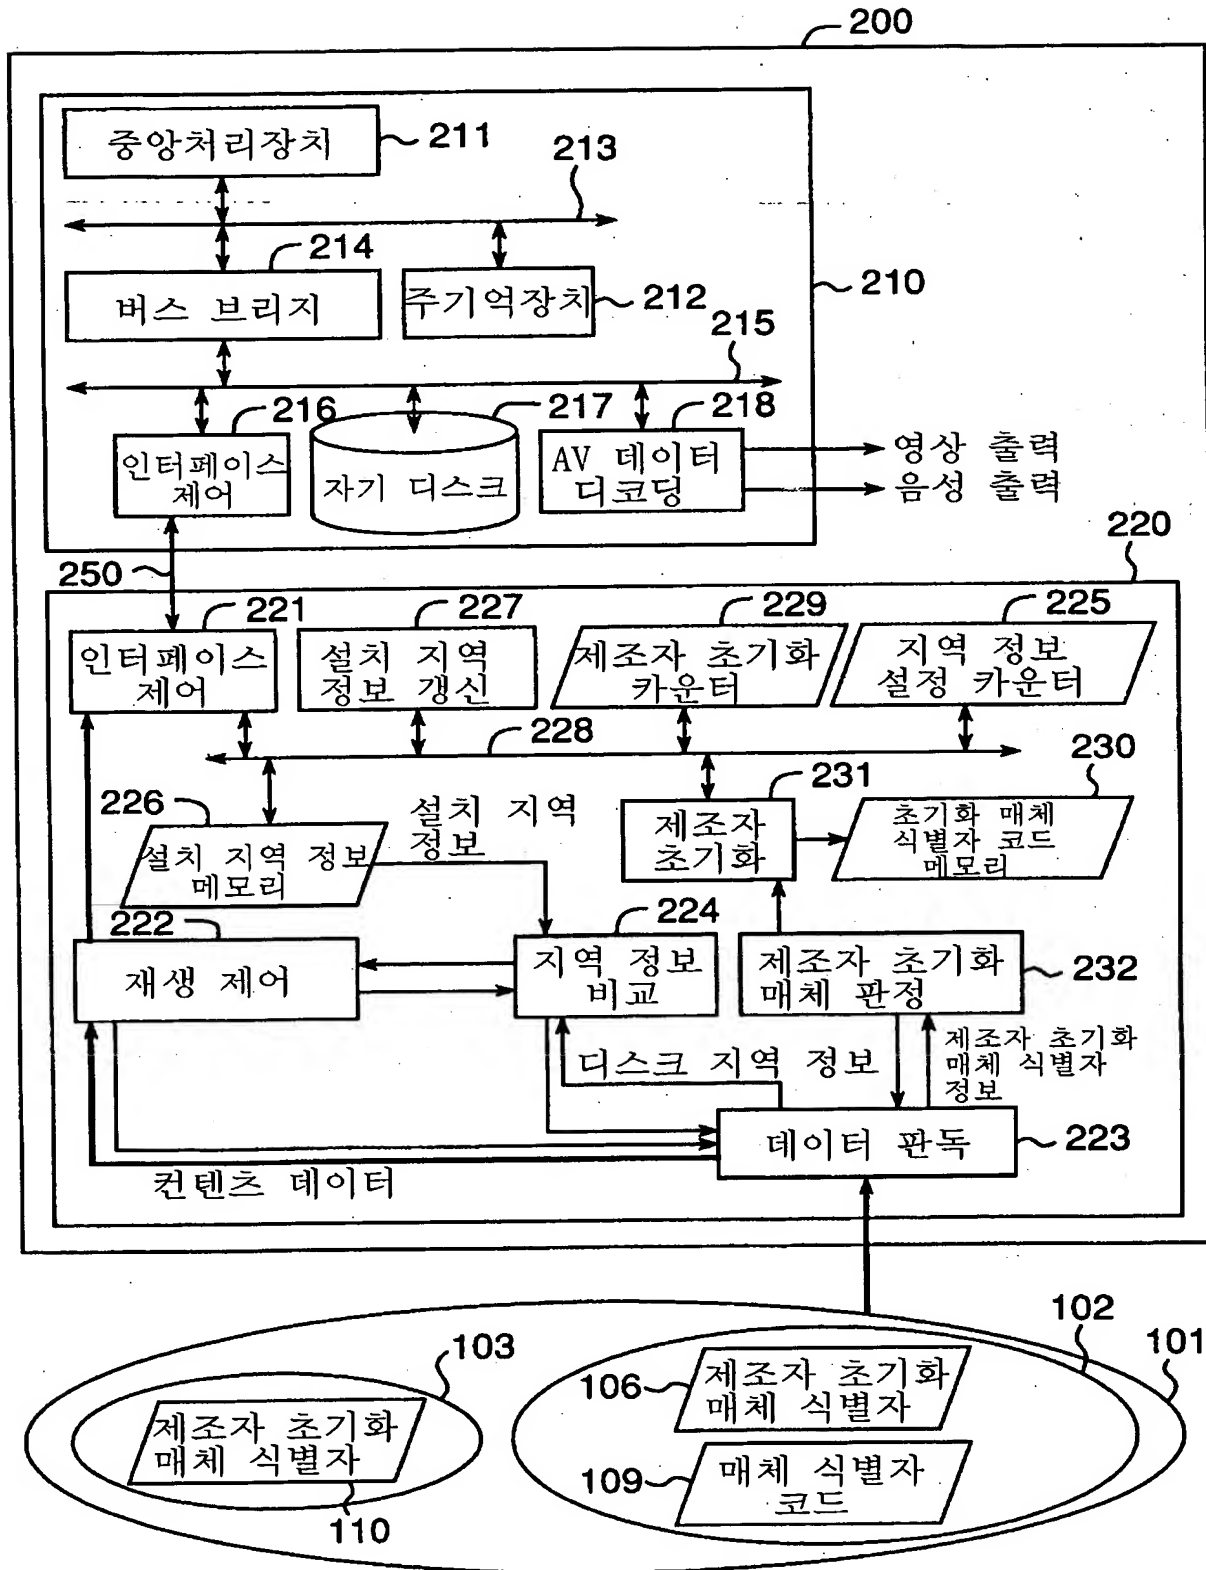 200
중앙처리장치
211
213
버스 브리지
214
주기억장치
212
210
215
인터페이스
제어
216
자기 디스크
217
AV 데이터
디코딩
218
영상 출력
음성 출력
250
220
인터페이스
제어
221
설치 지역
정보 갱신
227
제조자 초기화
카운터
229
지역 정보
설정 카운터
225
228
226
설치 지역 정보
메모리
설치 지역
정보
제조자
초기화
231
초기화 매체
식별자 코드
메모리
230
222
재생 제어
지역 정보
비교
224
제조자 초기화
매체 판정
232
디스크 지역 정보
제조자 초기화
매체 식별자
정보
데이터 판독
223
컨텐츠 데이터
102
101
103
제조자 초기화
매체 식별자
110
106
제조자 초기화
매체 식별자
109
매체 식별자
코드